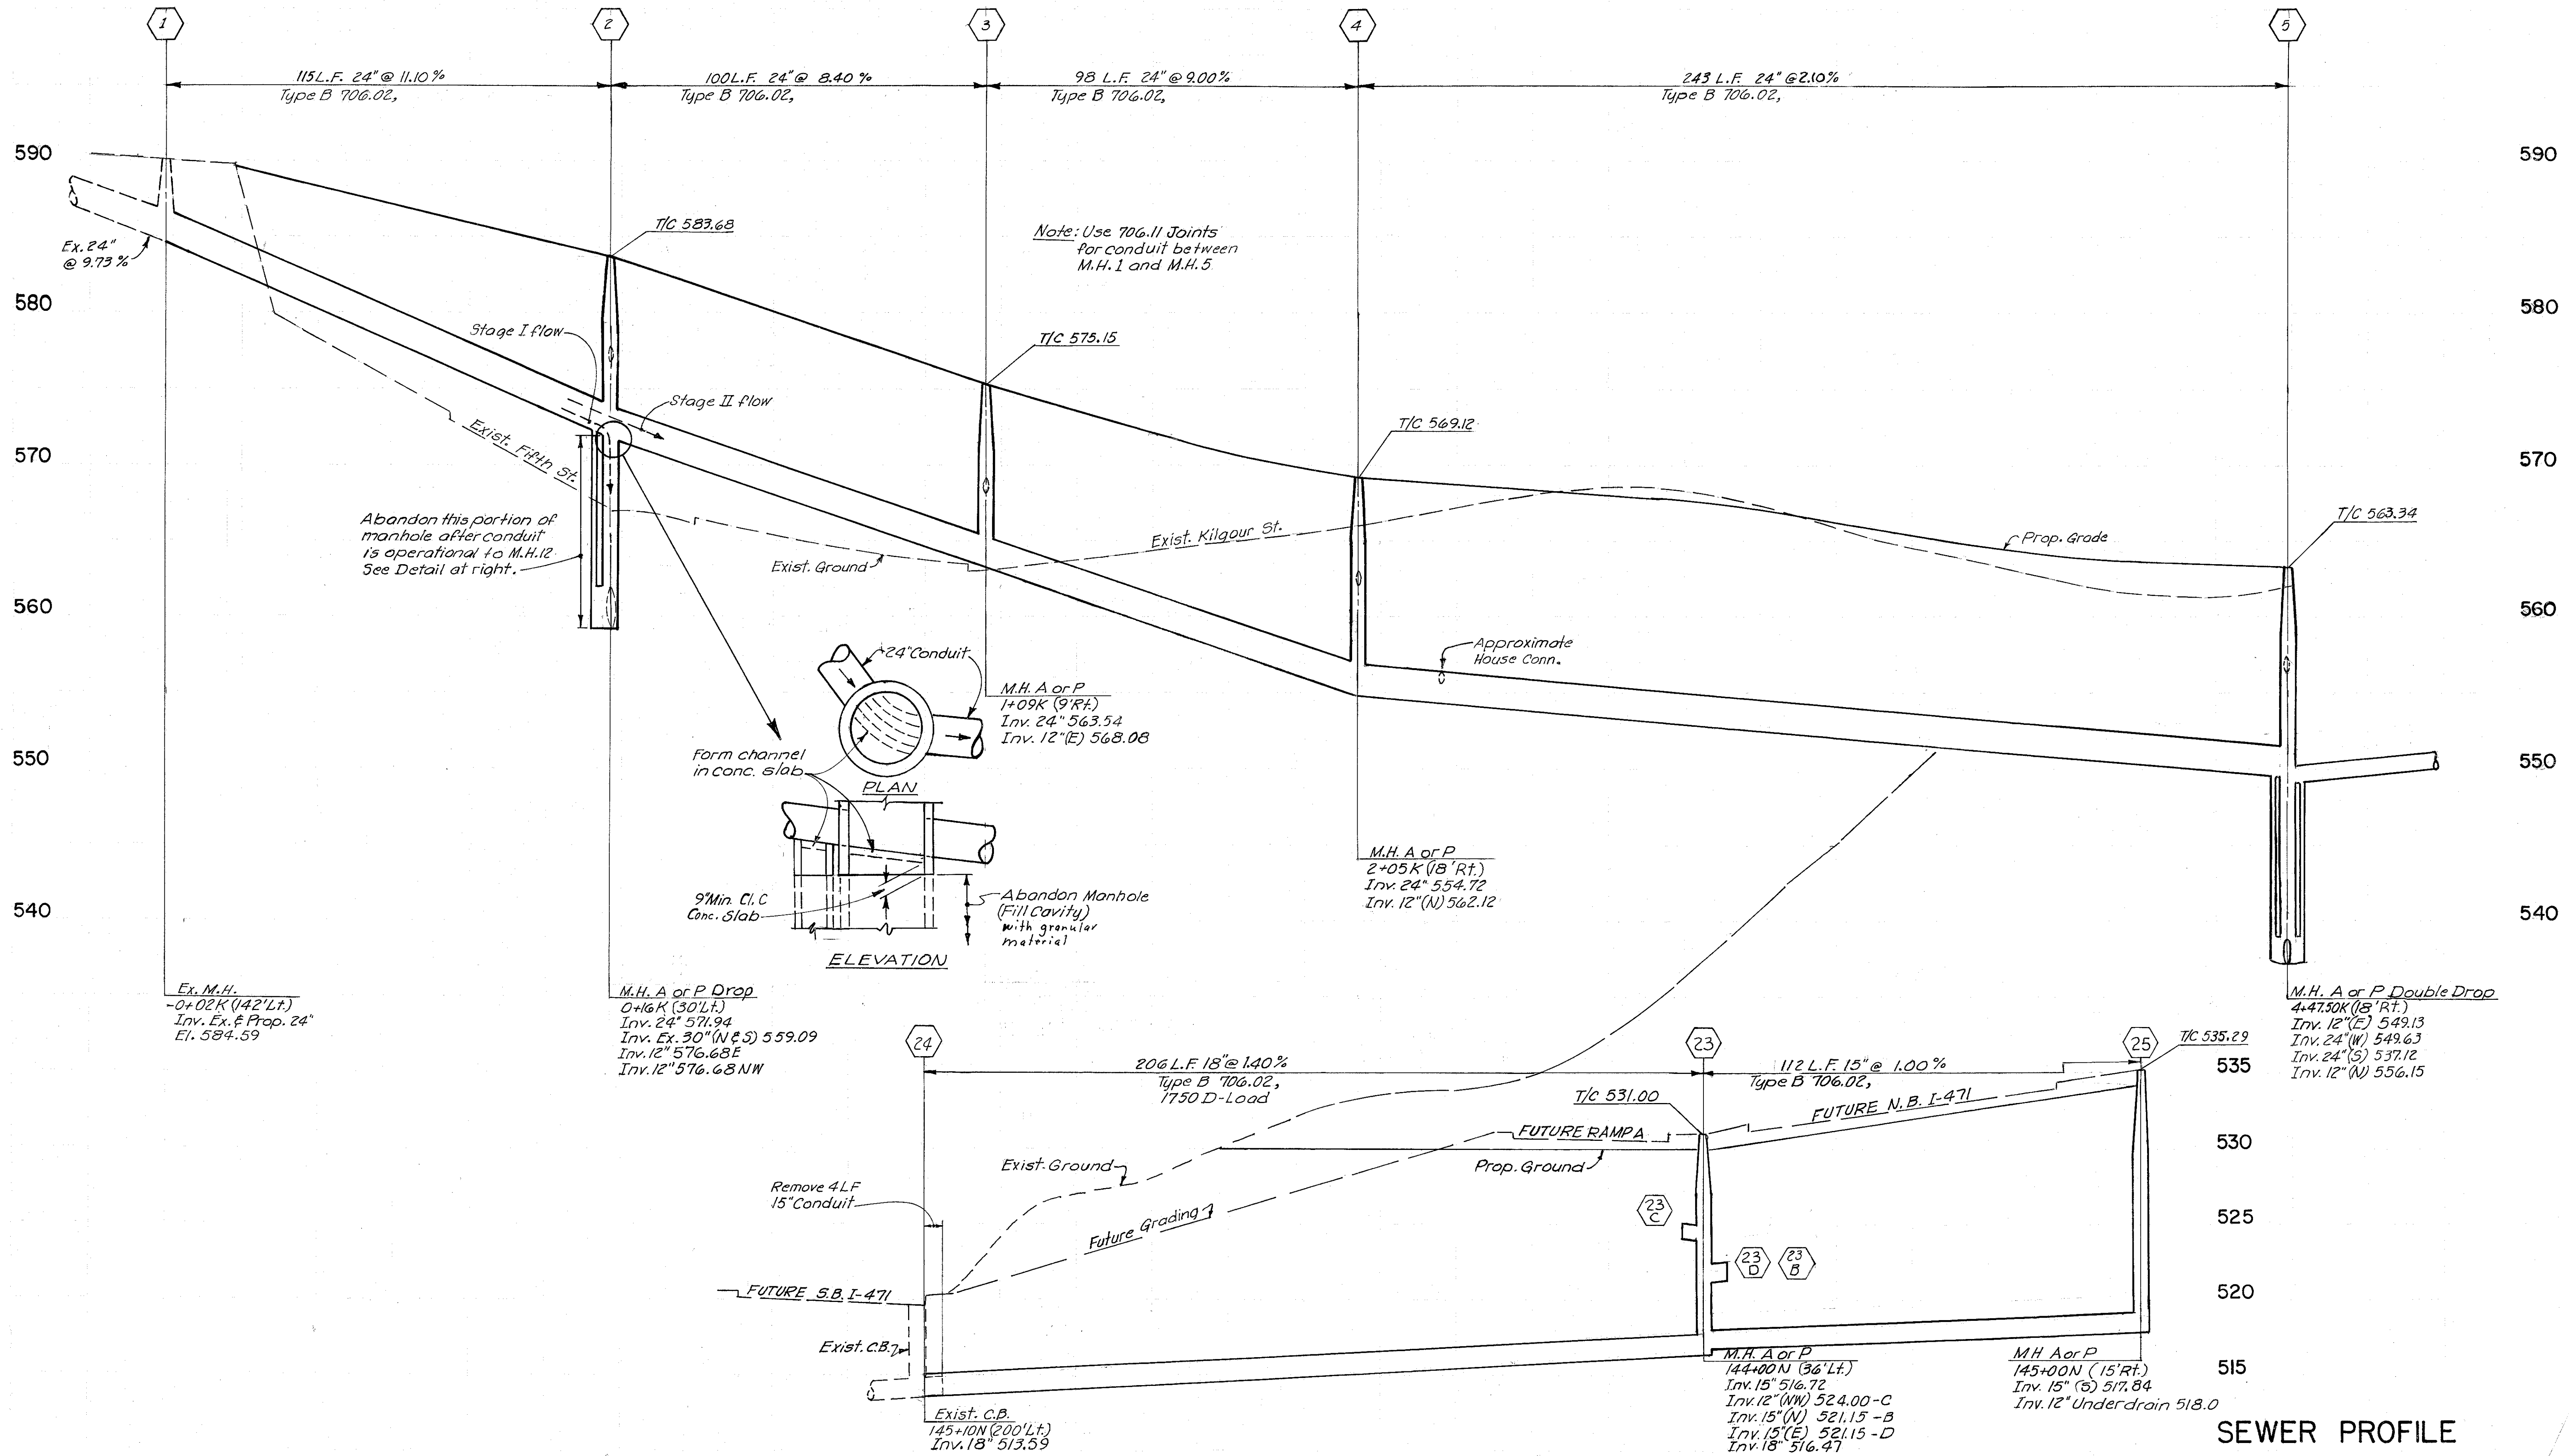 1
2
3
4
5
115 L.F. 24" @ 11.10 %
Type B 706.02,
100 L.F. 24" @ 8.40 %
Type B 706.02,
98 L.F. 24" @ 9.00 %
Type B 706.02,
243 L.F. 24" @ 2.10 %
Type B 706.02,
590
580
570
560
550
540
590
580
570
560
550
540
Ex. 24"
@ 9.73 %
T/C 583.68
T/C 575.15
T/C 569.12
T/C 563.34
Note: Use 706.11 Joints
for conduit between
M.H. 1 and M.H. 5
Stage I flow
Stage II flow
Exist. Fifth St.
Abandon this portion of
manhole after conduit
is operational to M.H.12
See Detail at right.
Exist. Ground
Exist. Kilgour St.
Prop. Grade
Approximate
House Conn.
24" Conduit
Form channel
in conc. slab
PLAN
9" Min. Cl. C
Conc. Slab
Abandon Manhole
(Fill Cavity)
with granular
material
ELEVATION
Ex. M.H.
-0+02K (142' Lt.)
Inv. Ex. & Prop. 24"
El. 584.59
M.H. A or P Drop
0+16K (30' Lt.)
Inv. 24" 571.94
Inv. Ex. 30" (N & S) 559.09
Inv. 12" 576.68 E
Inv. 12" 576.68 NW
M.H. A or P
1+09K (9' Rt.)
Inv. 24" 563.54
Inv. 12" (E) 568.08
M.H. A or P
2+05K (18' Rt.)
Inv. 24" 554.72
Inv. 12" (N) 562.12
M.H. A or P Double Drop
4+47.50K (18' Rt.)
Inv. 12" (E) 549.13
Inv. 24" (W) 549.63
Inv. 24" (S) 537.12
Inv. 12" (N) 556.15
24
23
25
206 L.F. 18" @ 1.40 %
Type B 706.02,
1750 D-Load
112 L.F. 15" @ 1.00 %
Type B 706.02,
T/C 535.29
T/C 531.00
535
530
525
520
515
FUTURE N.B. I-471
FUTURE RAMP A
Exist. Ground
Prop. Ground
Remove 4 LF
15" Conduit
Future Grading
23
C
23
D
23
B
FUTURE S.B. I-471
Exist. C.B.
Exist. C.B.
145+10N (200' Lt.)
Inv. 18" 513.59
M.H. A or P
144+00N (36' Lt.)
Inv. 15" 516.72
Inv. 12" (NW) 524.00 -C
Inv. 15" (N) 521.15 -B
Inv. 15" (E) 521.15 -D
Inv. 18" 516.47
MH A or P
145+00N (15' Rt.)
Inv. 15" (S) 517.84
Inv. 12" Underdrain 518.0
SEWER PROFILE